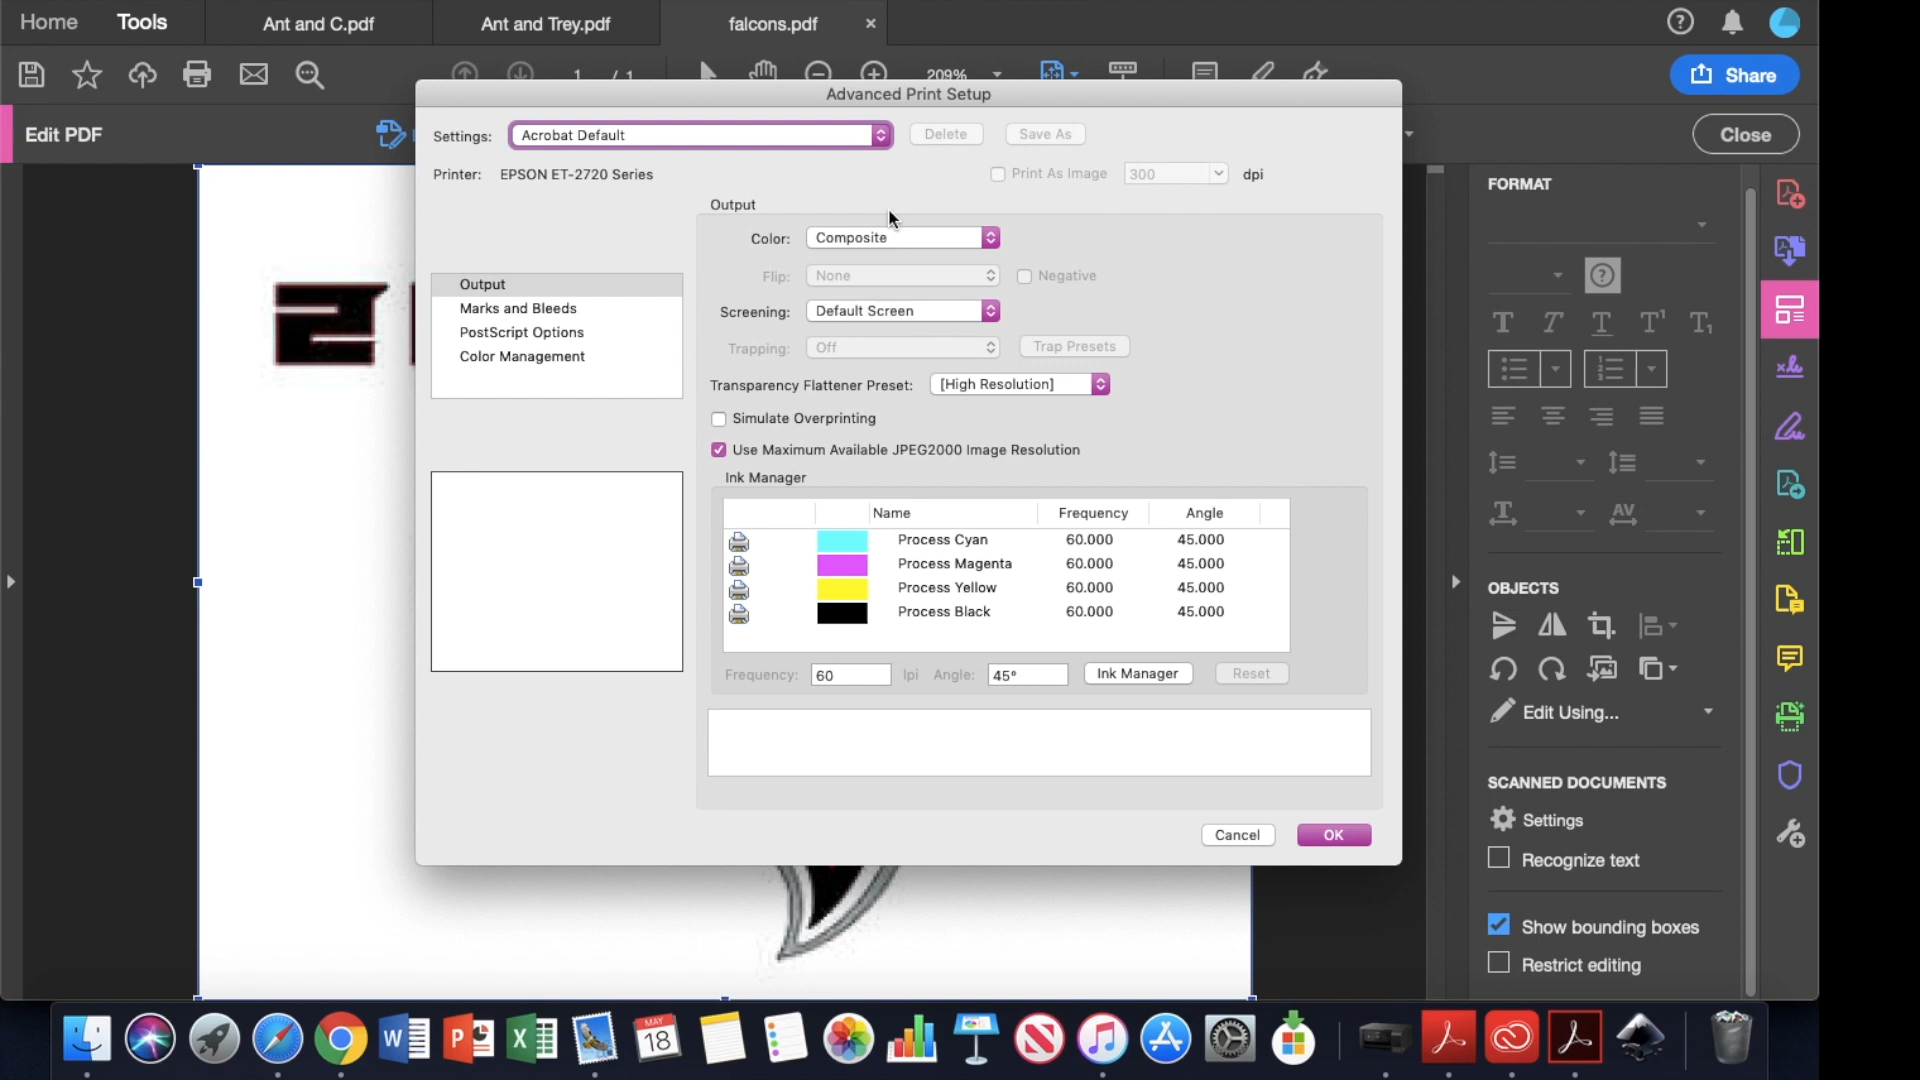 Home
Tools
Ant and C.pdf
Ant and Trey.pdf
falcons.pdf
×
1 / 1
209%
Share
Edit PDF
Close
Advanced Print Setup
Settings: Acrobat Default
Delete
Save As
Printer: EPSON ET-2720 Series
Print As Image
300
dpi
Output
Color: Composite
Flip: None
Negative
Screening: Default Screen
Trapping: Off
Trap Presets
Transparency Flattener Preset: [High Resolution]
Simulate Overprinting
Use Maximum Available JPEG2000 Image Resolution
Output
Marks and Bleeds
PostScript Options
Color Management
Ink Manager
Name Frequency Angle
Process Cyan 60.000 45.000
Process Magenta 60.000 45.000
Process Yellow 60.000 45.000
Process Black 60.000 45.000
Frequency: 60 lpi Angle: 45°
Ink Manager
Reset
Cancel
OK
FORMAT
OBJECTS
Edit Using...
SCANNED DOCUMENTS
Settings
Recognize text
Show bounding boxes
Restrict editing
MAY
18